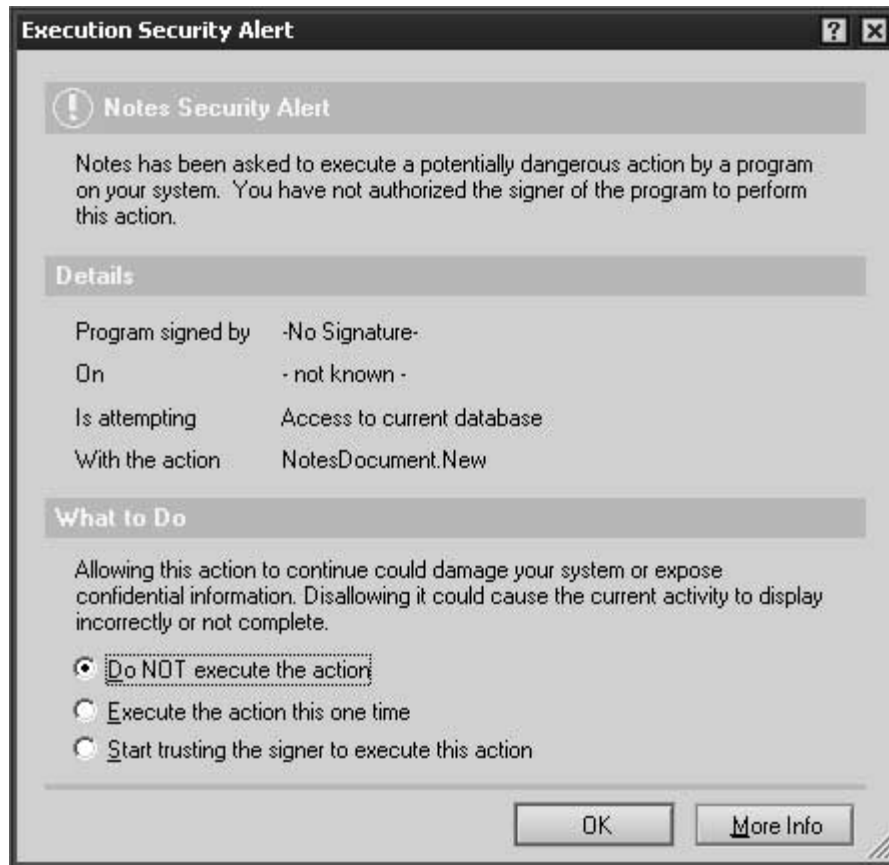 Execution Security Alert
Notes Security Alert
Notes has been asked to execute a potentially dangerous action by a program
on your system. You have not authorized the signer of the program to perform
this action.
Details
Program signed by -No Signature-
On - not known -
Is attempting Access to current database
With the action NotesDocument.New
What to Do
Allowing this action to continue could damage your system or expose
confidential information. Disallowing it could cause the current activity to display
incorrectly or not complete.
Do NOT execute the action
Execute the action this one time
Start trusting the signer to execute this action
OK More Info